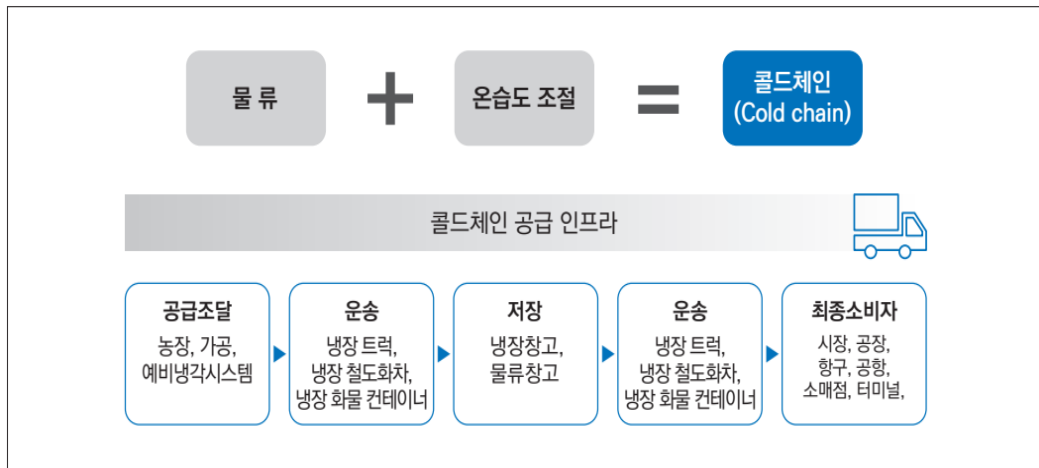 물 류
+
온습도 조절
=
콜드체인
(Cold chain)
콜드체인 공급 인프라
공급조달
농장, 가공,
예비냉각시스템
운송
냉장 트럭,
냉장 철도화차,
냉장 화물 컨테이너
저장
냉장창고,
물류창고
운송
냉장 트럭,
냉장 철도화차,
냉장 화물 컨테이너
최종소비자
시장, 공장,
항구, 공항,
소매점, 터미널,